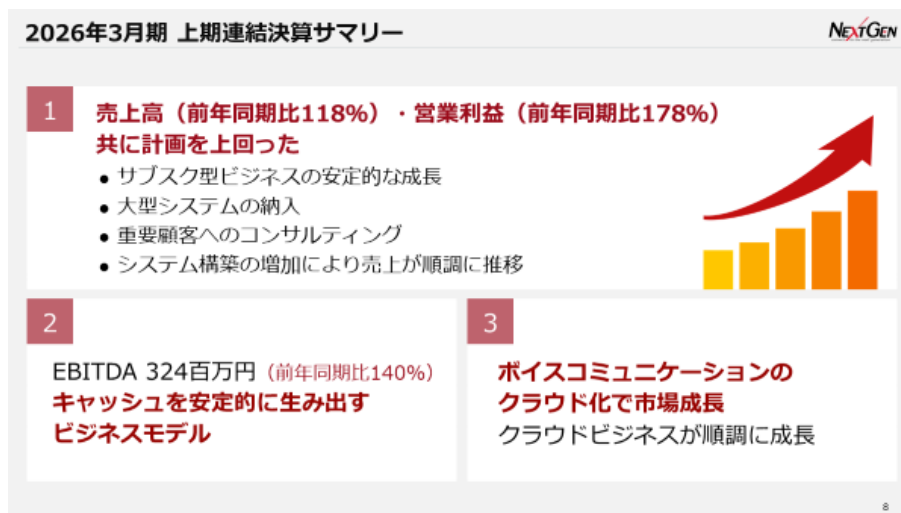 2026年3月期 上期連結決算サマリー
NEXTGEN
1
売上高（前年同期比118%）・営業利益（前年同期比178%）
共に計画を上回った
● サブスク型ビジネスの安定的な成長
● 大型システムの納入
● 重要顧客へのコンサルティング
● システム構築の増加により売上が順調に推移
2
EBITDA 324百万円（前年同期比140%）
キャッシュを安定的に生み出す
ビジネスモデル
3
ボイスコミュニケーションの
クラウド化で市場成長
クラウドビジネスが順調に成長
8